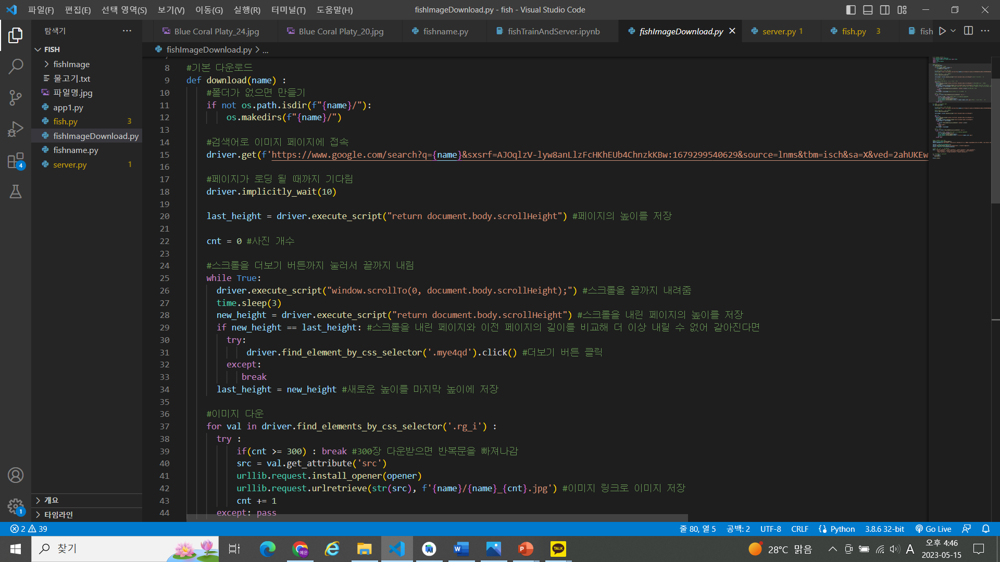 파일(F) 편집(E) 선택 영역(S) 보기(V) 이동(G) 실행(R) 터미널(T) 도움말(H) fishImageDownload.py - fish - Visual Studio Code
탐색기
Blue Coral Platy_24.jpg Blue Coral Platy_20.jpg fishname.py fishTrainAndServer.ipynb fishImageDownload.py server.py 1 fish.py 3 fish
fishImageDownload.py > ...
FISH
fishImage
물고기.txt
파일명.jpg
app1.py
fish.py 3
fishImageDownload.py
fishname.py
server.py 1
4
8 #기본 다운로드
9 def download(name) :
10 #폴더가 없으면 만들기
11 if not os.path.isdir(f"{name}/"):
12 os.makedirs(f"{name}/")
13
14 #검색어로 이미지 페이지에 접속
15 driver.get(f'https://www.google.com/search?q={name}&sxsrf=AJOqlzV-lyw8anLlzFcHKhEUb4ChnzkKBw:1679299540629&source=lnms&tbm=isch&sa=X&ved=2ahUKEw
16
17 #페이지가 로딩 될 때까지 기다림
18 driver.implicitly_wait(10)
19
20 last_height = driver.execute_script("return document.body.scrollHeight") #페이지의 높이를 저장
21
22 cnt = 0 #사진 개수
23
24 #스크롤을 더보기 버튼까지 눌러서 끝까지 내림
25 while True:
26 driver.execute_script("window.scrollTo(0, document.body.scrollHeight);") #스크롤을 끝까지 내려줌
27 time.sleep(3)
28 new_height = driver.execute_script("return document.body.scrollHeight") #스크롤을 내린 페이지의 높이를 저장
29 if new_height == last_height: #스크롤을 내린 페이지와 이전 페이지의 길이를 비교해 더 이상 내릴 수 없어 같아진다면
30 try:
31 driver.find_element_by_css_selector('.mye4qd').click() #더보기 버튼 클릭
32 except:
33 break
34 last_height = new_height #새로운 높이를 마지막 높이에 저장
35
36 #이미지 다운
37 for val in driver.find_elements_by_css_selector('.rg_i') :
38 try :
39 if(cnt >= 300) : break #300장 다운받으면 반복문을 빠져나감
40 src = val.get_attribute('src')
41 urllib.request.install_opener(opener)
42 urllib.request.urlretrieve(str(src), f'{name}/{name}_{cnt}.jpg') #이미지 링크로 이미지 저장
43 cnt += 1
44 except: pass
개요
타임라인
1
2 39 줄 80, 열 5 공백: 2 UTF-8 CRLF Python 3.8.6 32-bit Go Live
찾기
예은
TALK
28°C 맑음 A 오후 4:46
2023-05-15